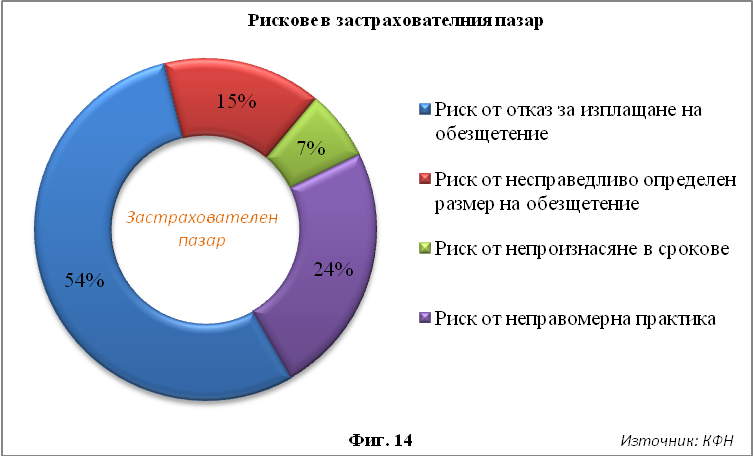 Рискове в застрахователния пазар
15%
7%
24%
54%
Застрахователен
пазар
Риск от отказ за изплащане на
обезщетение
Риск от несправедливо определен
размер на обезщетение
Риск от непроизнасяне в срокове
Риск от неправомерна практика
Фиг. 14
Източник: КФН